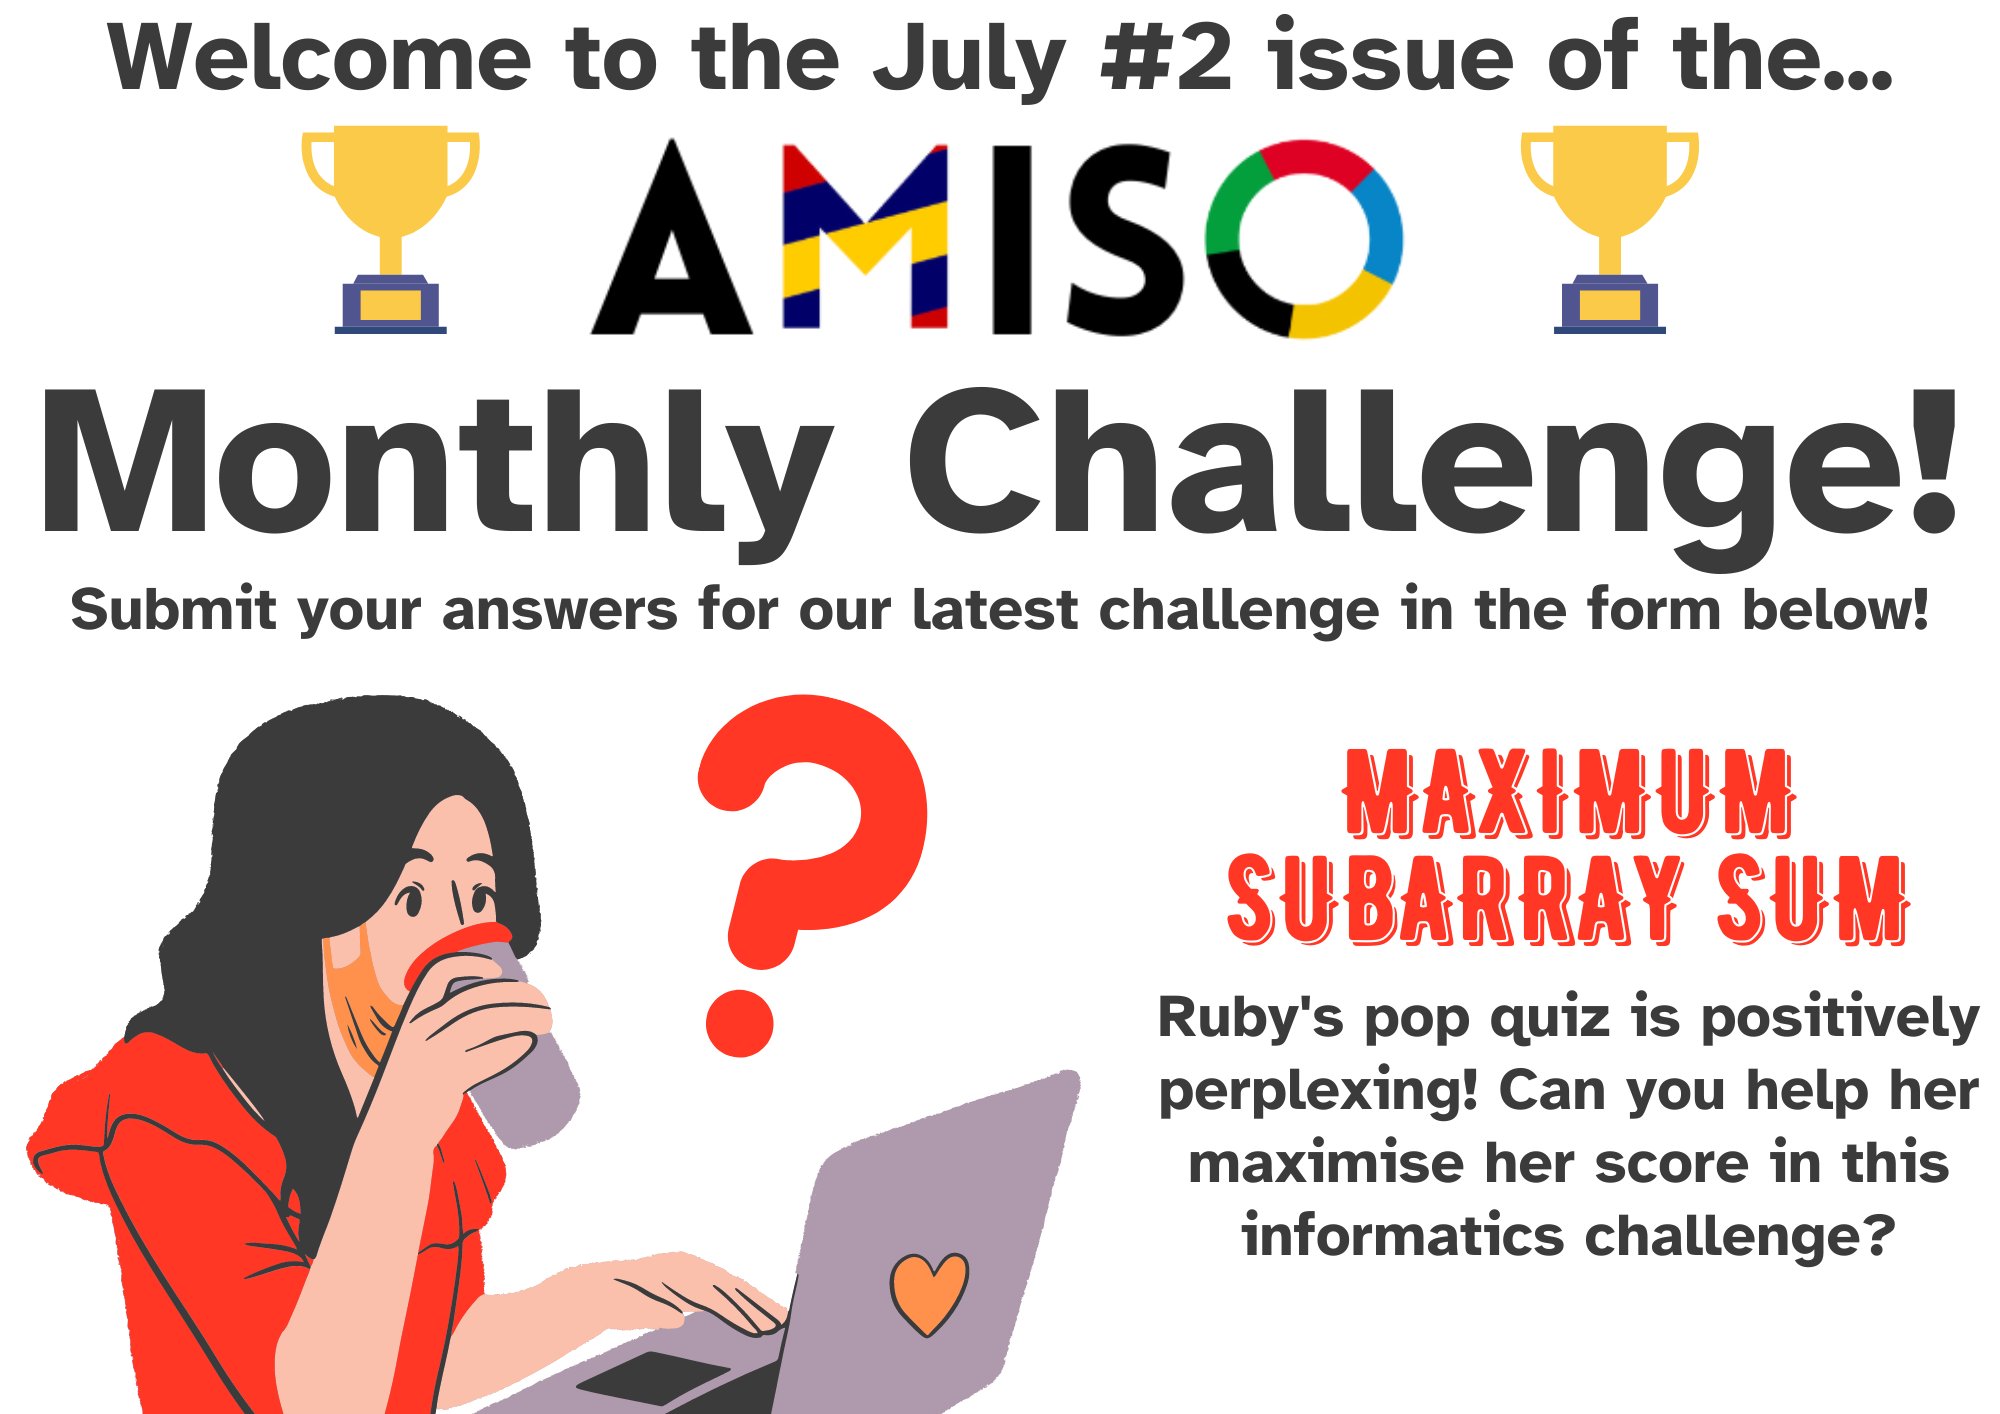 Welcome to the July #2 issue of the...
AMISO
Monthly Challenge!
Submit your answers for our latest challenge in the form below!
MAXIMUM
SUBARRAY SUM
Ruby's pop quiz is positively
perplexing! Can you help her
maximise her score in this
informatics challenge?